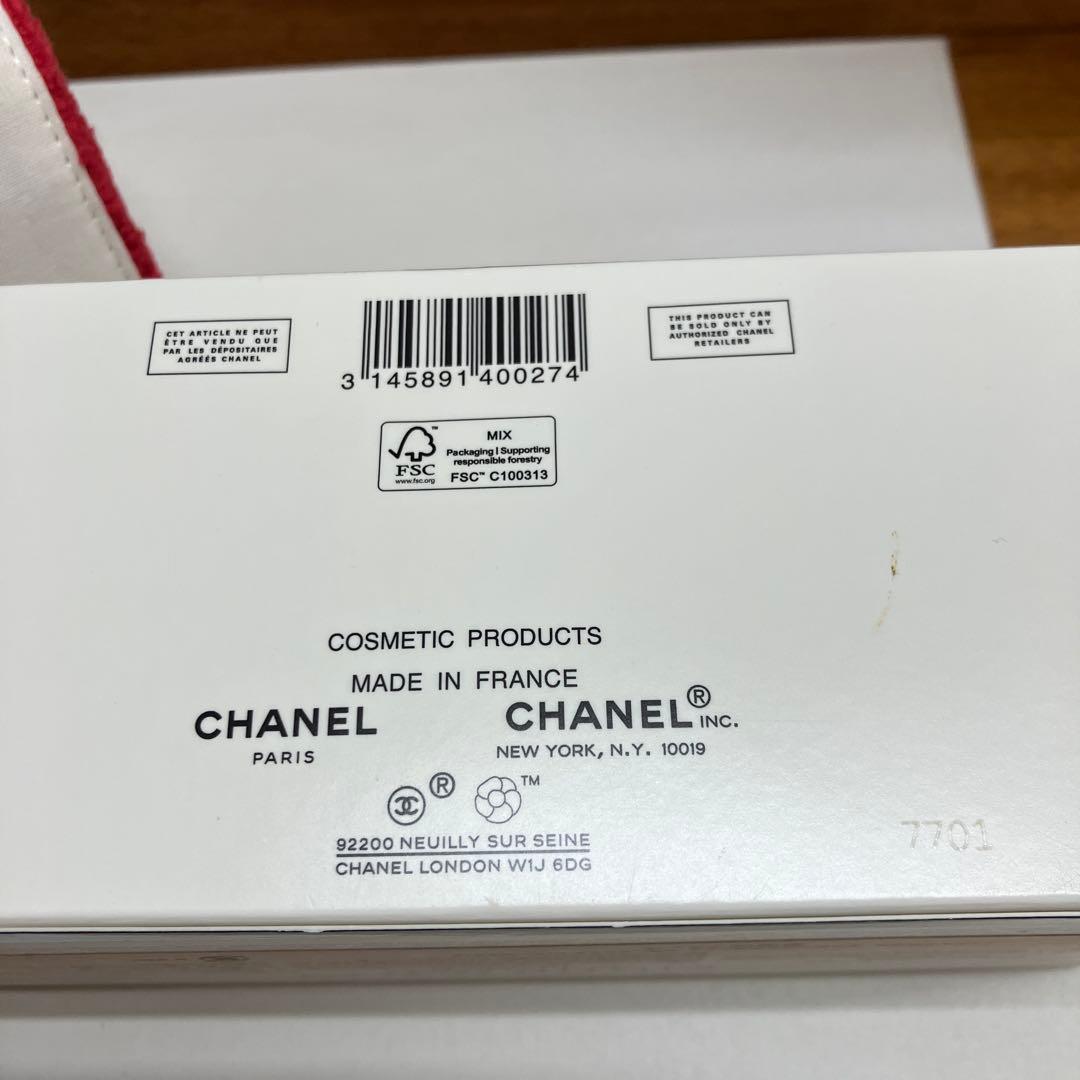 CET ARTICLE NE PEUT
ÊTRE VENDU QUE
PAR LES DÉPOSITAIRES
AGRÉÉS CHANEL
3 145891 400274
THIS PRODUCT CAN
BE SOLD ONLY BY
AUTHORIZED CHANEL
RETAILERS
FSC™
www.fsc.org
MIX
Packaging | Supporting
responsible forestry
FSC™ C100313
COSMETIC PRODUCTS
MADE IN FRANCE
CHANEL
PARIS
CHANEL® INC.
NEW YORK, N.Y. 10019
® ™
92200 NEUILLY SUR SEINE
CHANEL LONDON W1J 6DG
7701